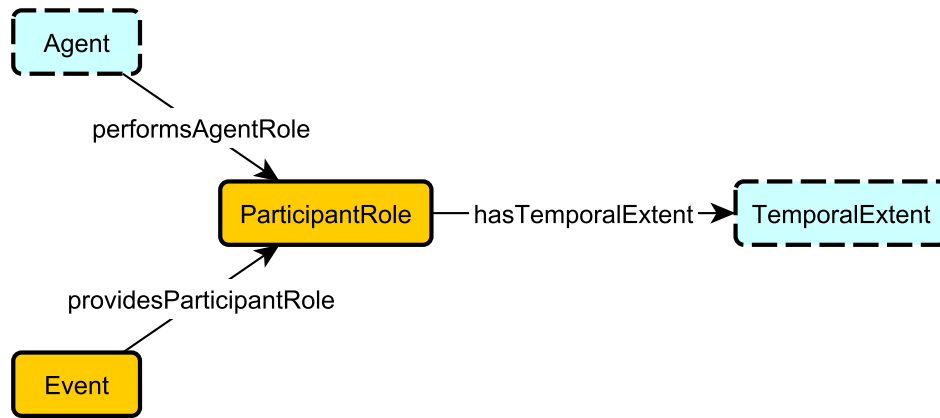 Agent
performsAgentRole
ParticipantRole
hasTemporalExtent
TemporalExtent
providesParticipantRole
Event